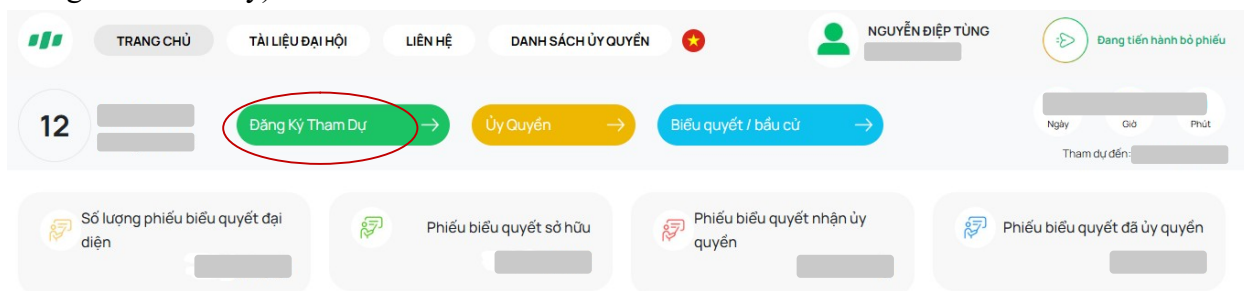 TRANG CHỦ TÀI LIỆU ĐẠI HỘI LIÊN HỆ DANH SÁCH ỦY QUYỀN NGUYỄN ĐIỆP TÙNG Đang tiến hành bỏ phiếu
12 Đăng Ký Tham Dự Ủy Quyền Biểu quyết / bầu cử
Ngày Giờ Phút
Tham dự đến:
Số lượng phiếu biểu quyết đại diện
Phiếu biểu quyết sở hữu
Phiếu biểu quyết nhận ủy quyền
Phiếu biểu quyết đã ủy quyền